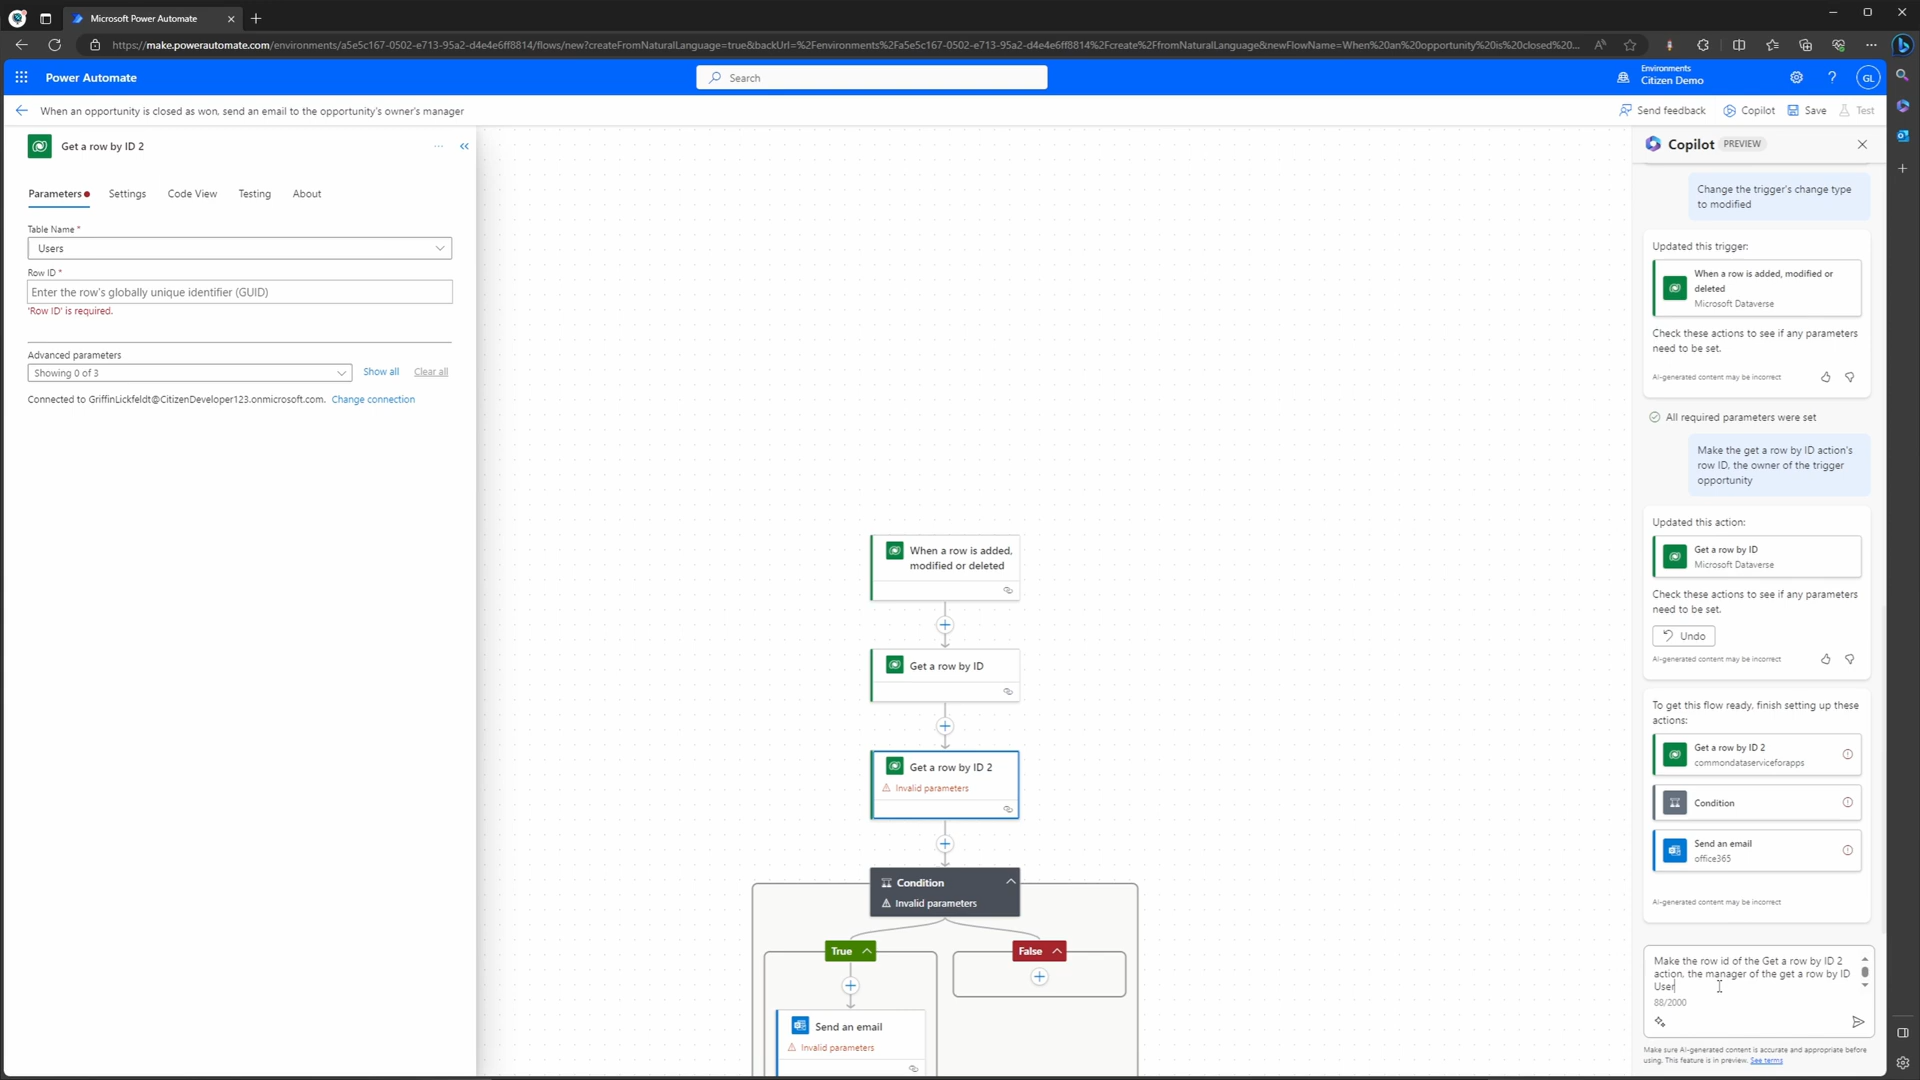 Microsoft Power Automate
https://make.powerautomate.com/environments/a5e5c167-0502-e713-95a2-d4e4e6ff8814/flows/new?createFromNaturalLanguage=true&backUrl=%2Fenvironments%2Fa5e5c167-0502-e713-95a2-d4e4e6ff8814%2Fcreate%2FfromNaturalLanguage&newFlowName=When%20an%20opportunity%20is%20closed%20...
Power Automate
Search
Environments
Citizen Demo
GL
When an opportunity is closed as won, send an email to the opportunity's owner's manager
Send feedback
Copilot
Save
Test
Get a row by ID 2
Parameters
Settings
Code View
Testing
About
Table Name *
Users
Row ID *
Enter the row's globally unique identifier (GUID)
'Row ID' is required.
Advanced parameters
Showing 0 of 3
Show all
Clear all
Connected to GriffinLickfeldt@CitizenDeveloper123.onmicrosoft.com. Change connection
When a row is added,
modified or deleted
Get a row by ID
Get a row by ID 2
Invalid parameters
Condition
Invalid parameters
True
False
Send an email
Invalid parameters
Copilot PREVIEW
Change the trigger's change type
to modified
Updated this trigger:
When a row is added, modified or
deleted
Microsoft Dataverse
Check these actions to see if any parameters
need to be set.
AI-generated content may be incorrect
All required parameters were set
Make the get a row by ID action's
row ID, the owner of the trigger
opportunity
Updated this action:
Get a row by ID
Microsoft Dataverse
Check these actions to see if any parameters
need to be set.
Undo
AI-generated content may be incorrect
To get this flow ready, finish setting up these
actions:
Get a row by ID 2
commondataserviceforapps
Condition
Send an email
office365
AI-generated content may be incorrect
Make the row id of the Get a row by ID 2
action, the manager of the get a row by ID
User
88/2000
Make sure AI-generated content is accurate and appropriate before
using. This feature is in preview. See terms